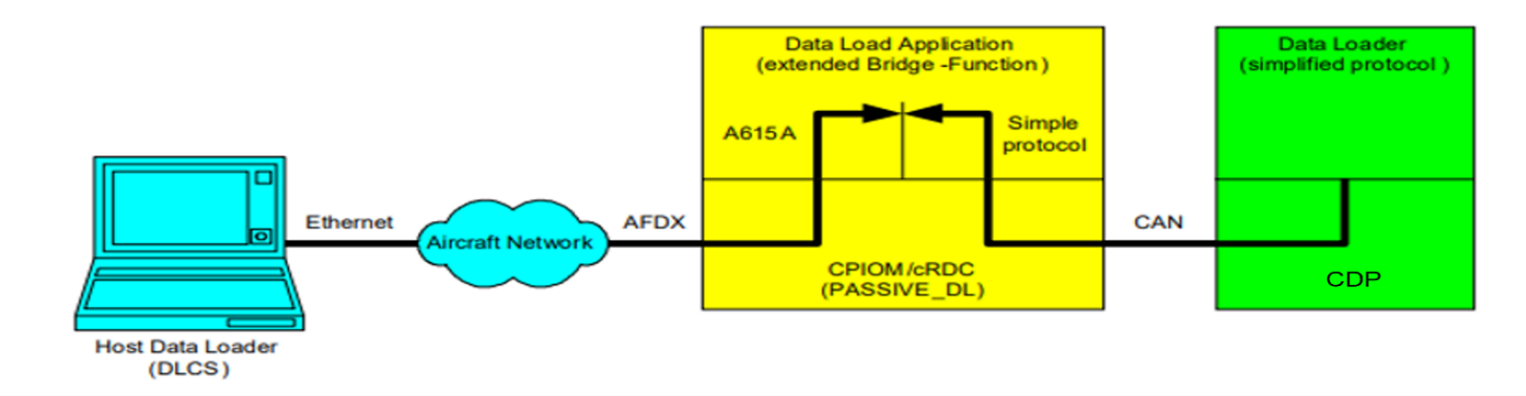 Data Load Application
(extended Bridge -Function )
Data Loader
(simplified protocol )
A615A
Simple
protocol
Ethernet
Aircraft Network
AFDX
CAN
CPIOM/cRDC
(PASSIVE_DL)
CDP
Host Data Loader
(DLCS)